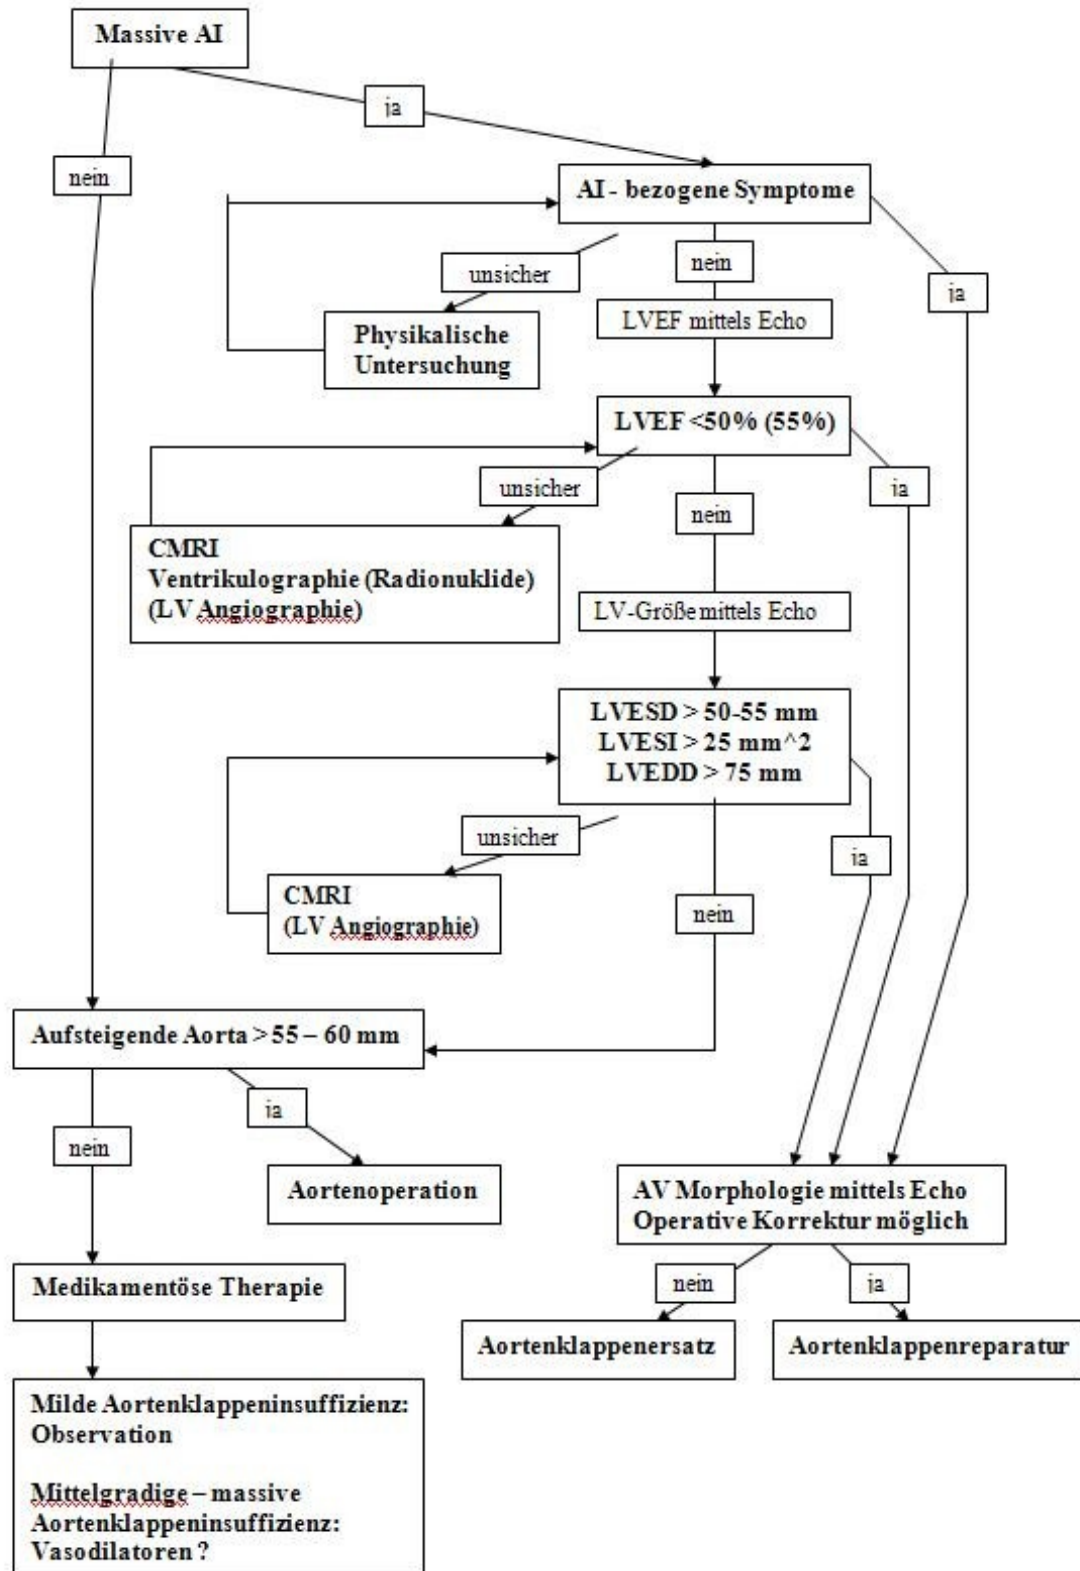 Massive AI
ja
nein
AI - bezogene Symptome
unsicher
nein
ja
LVEF mittels Echo
Physikalische
Untersuchung
LVEF <50% (55%)
unsicher
nein
ja
CMRI
Ventrikulographie (Radionuklide)
(LV Angiographie)
LV-Größe mittels Echo
LVESD > 50-55 mm
LVESI > 25 mm^2
LVEDD > 75 mm
unsicher
ja
CMRI
(LV Angiographie)
nein
Aufsteigende Aorta > 55 – 60 mm
ja
nein
Aortenoperation
AV Morphologie mittels Echo
Operative Korrektur möglich
nein
ja
Medikamentöse Therapie
Aortenklappenersatz
Aortenklappenreparatur
Milde Aortenklappeninsuffizienz:
Observation
Mittelgradige – massive
Aortenklappeninsuffizienz:
Vasodilatoren ?